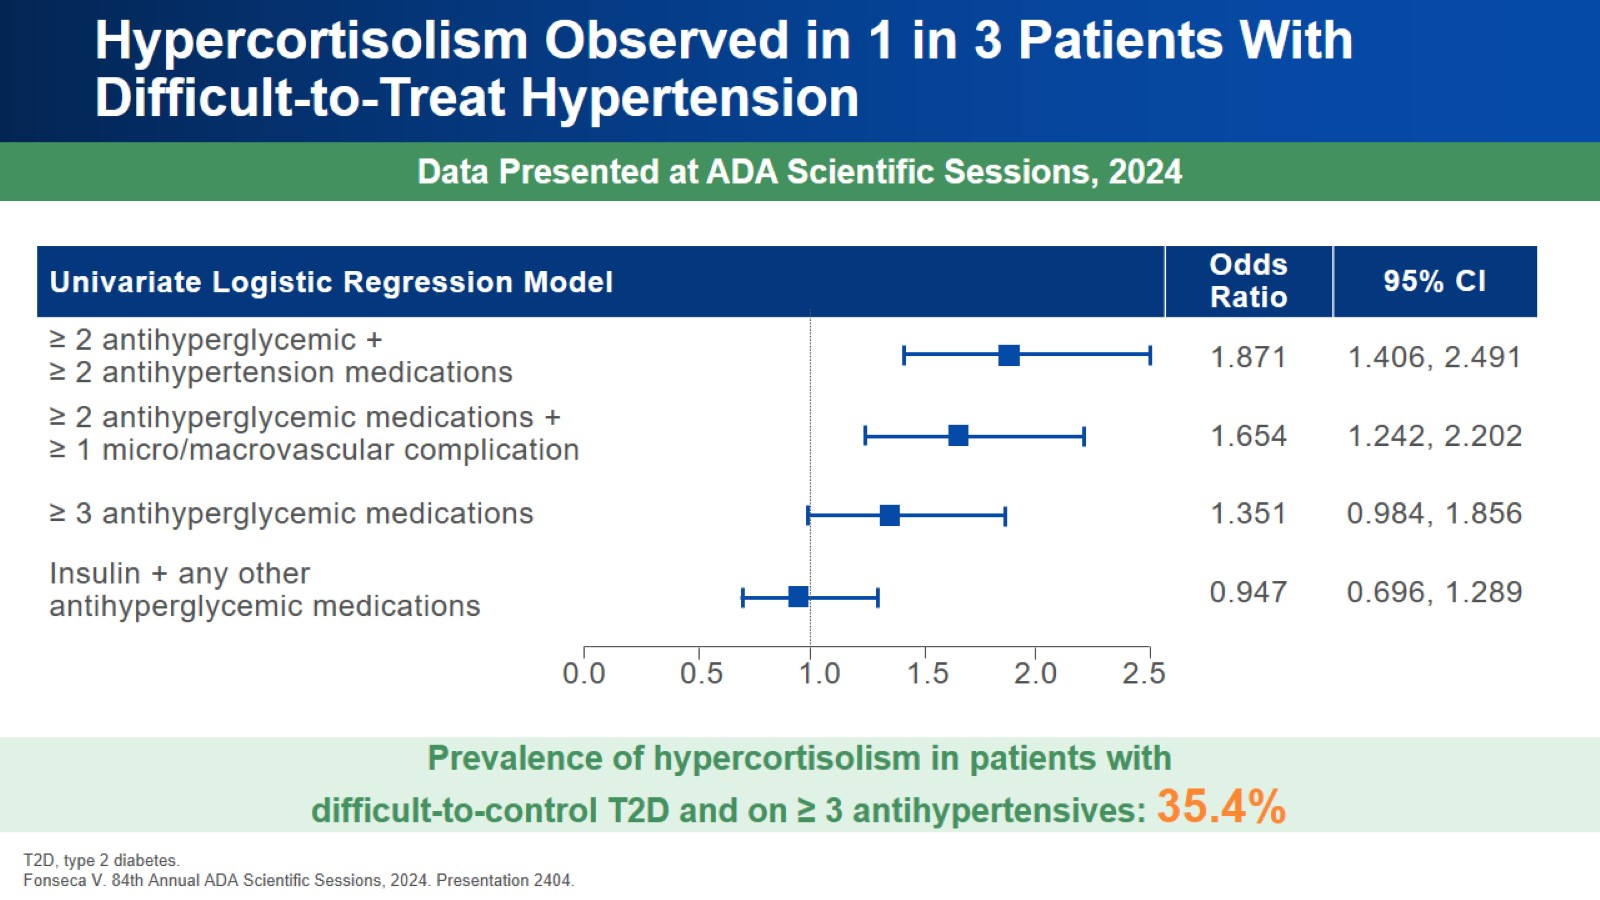 Hypercortisolism Observed in 1 in 3 Patients With
Difficult-to-Treat Hypertension
Data Presented at ADA Scientific Sessions, 2024
Univariate Logistic Regression Model
Odds
Ratio
95% CI
≥ 2 antihyperglycemic +
≥ 2 antihypertension medications
1.871
1.406, 2.491
≥ 2 antihyperglycemic medications +
≥ 1 micro/macrovascular complication
1.654
1.242, 2.202
≥ 3 antihyperglycemic medications
1.351
0.984, 1.856
Insulin + any other
antihyperglycemic medications
0.947
0.696, 1.289
0.0 0.5 1.0 1.5 2.0 2.5
Prevalence of hypercortisolism in patients with
difficult-to-control T2D and on ≥ 3 antihypertensives: 35.4%
T2D, type 2 diabetes.
Fonseca V. 84th Annual ADA Scientific Sessions, 2024. Presentation 2404.